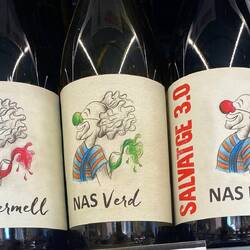 ermell
NAS Verd
SALVATGE 3.0
NAS